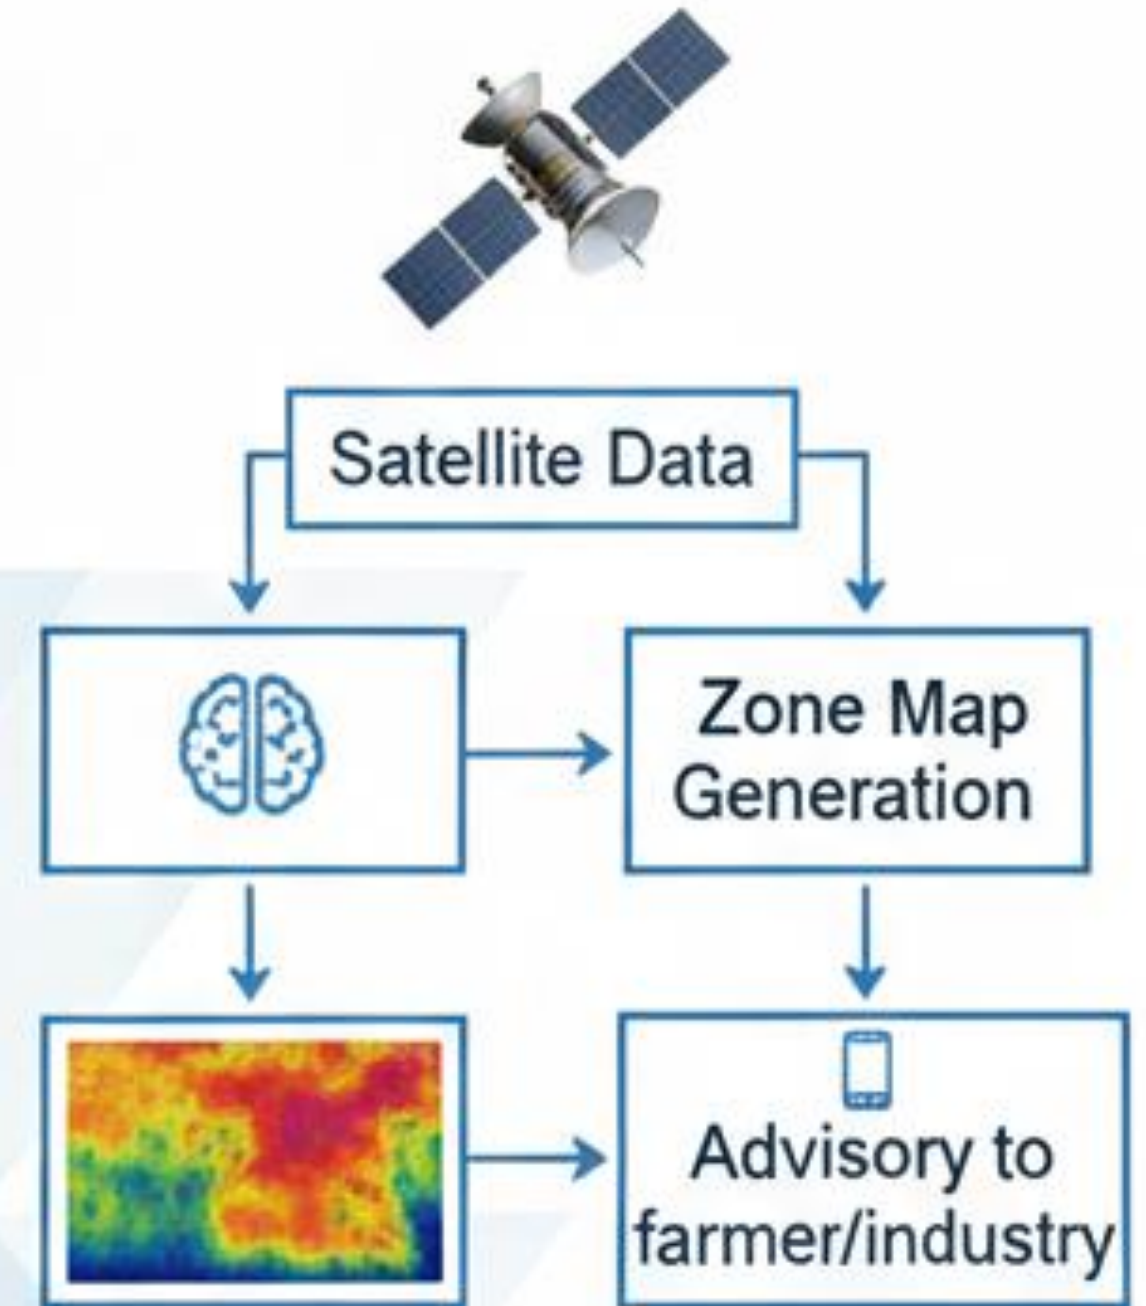 Satellite Data
Zone Map
Generation
Advisory to
farmer/industry